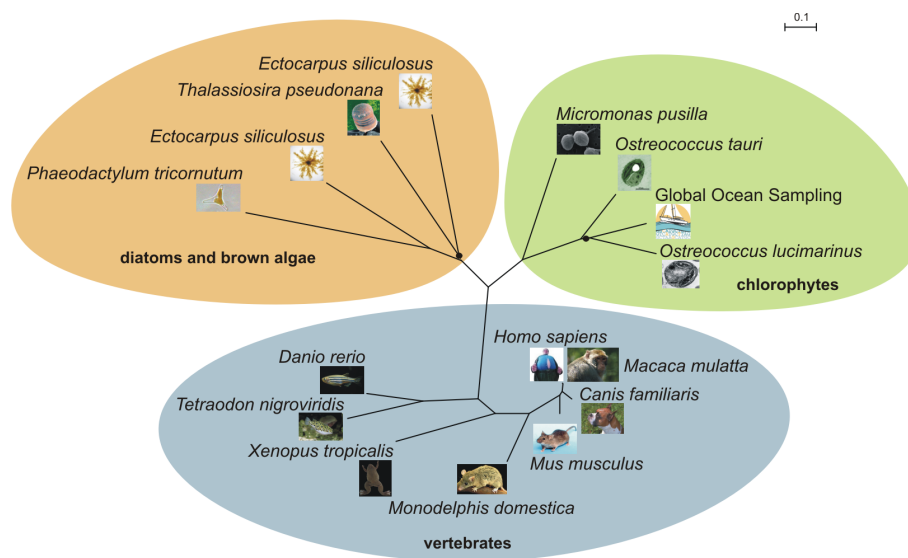 0.1
Ectocarpus siliculosus
Thalassiosira pseudonana
Ectocarpus siliculosus
Phaeodactylum tricornutum
diatoms and brown algae
Micromonas pusilla
Ostreococcus tauri
Global Ocean Sampling
Ostreococcus lucimarinus
chlorophytes
Homo sapiens
Macaca mulatta
Danio rerio
Canis familiaris
Tetraodon nigroviridis
Xenopus tropicalis
Mus musculus
Monodelphis domestica
vertebrates